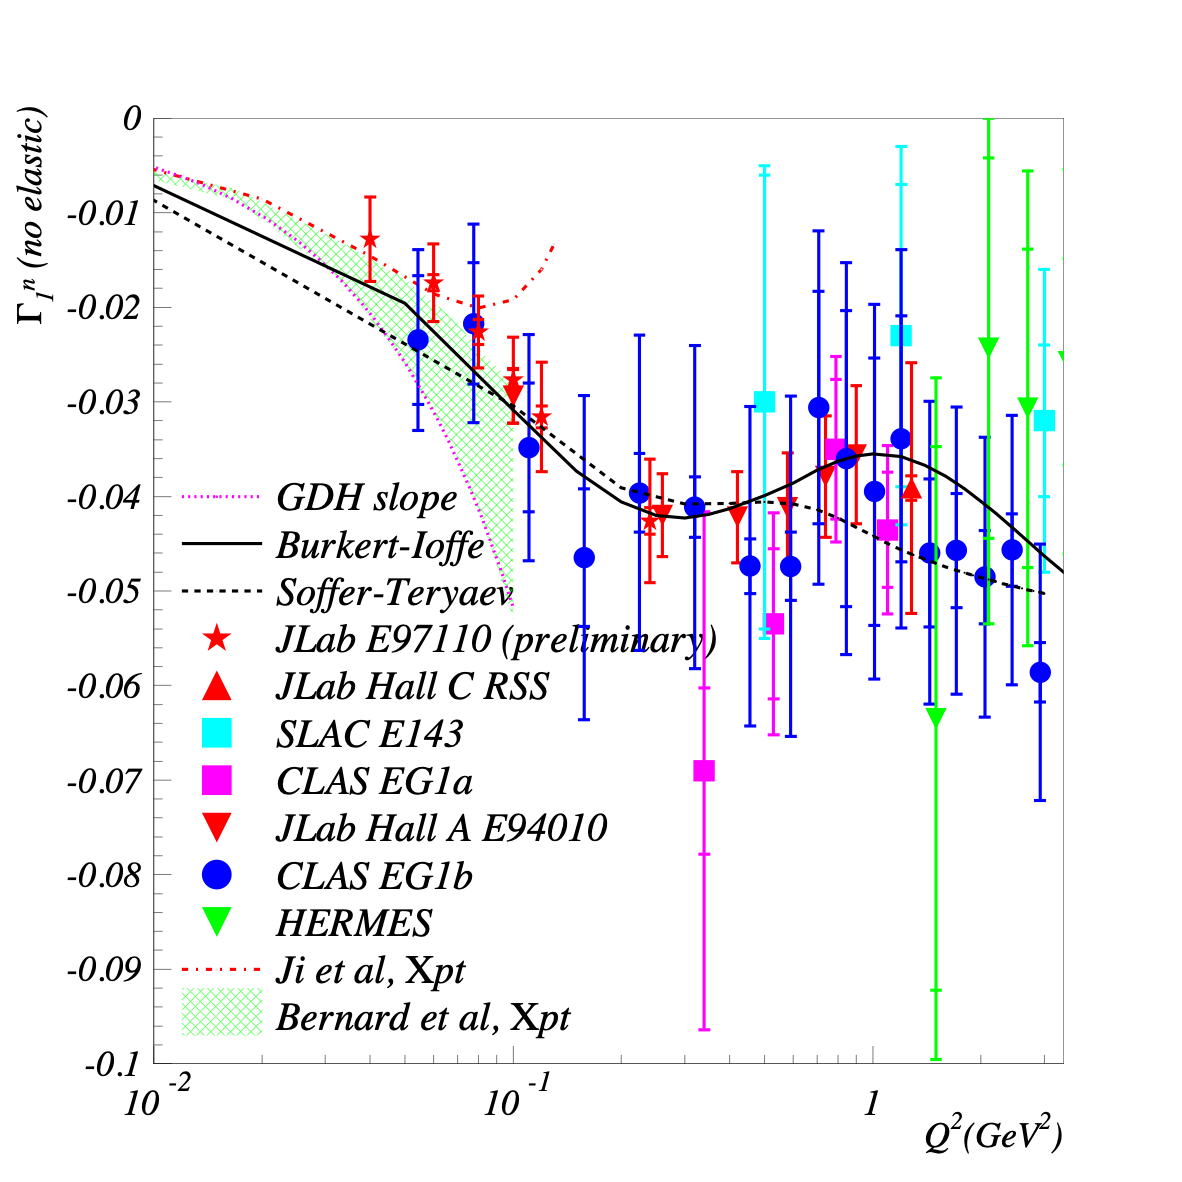 Γ₁ⁿ (no elastic)
0
-0.01
-0.02
-0.03
-0.04
-0.05
-0.06
-0.07
-0.08
-0.09
-0.1
GDH slope
Burkert-Ioffe
Soffer-Teryaev
JLab E97110 (preliminary)
JLab Hall C RSS
SLAC E143
CLAS EG1a
JLab Hall A E94010
CLAS EG1b
HERMES
Ji et al, Χpt
Bernard et al, Χpt
10⁻² 10⁻¹ 1
Q²(GeV²)